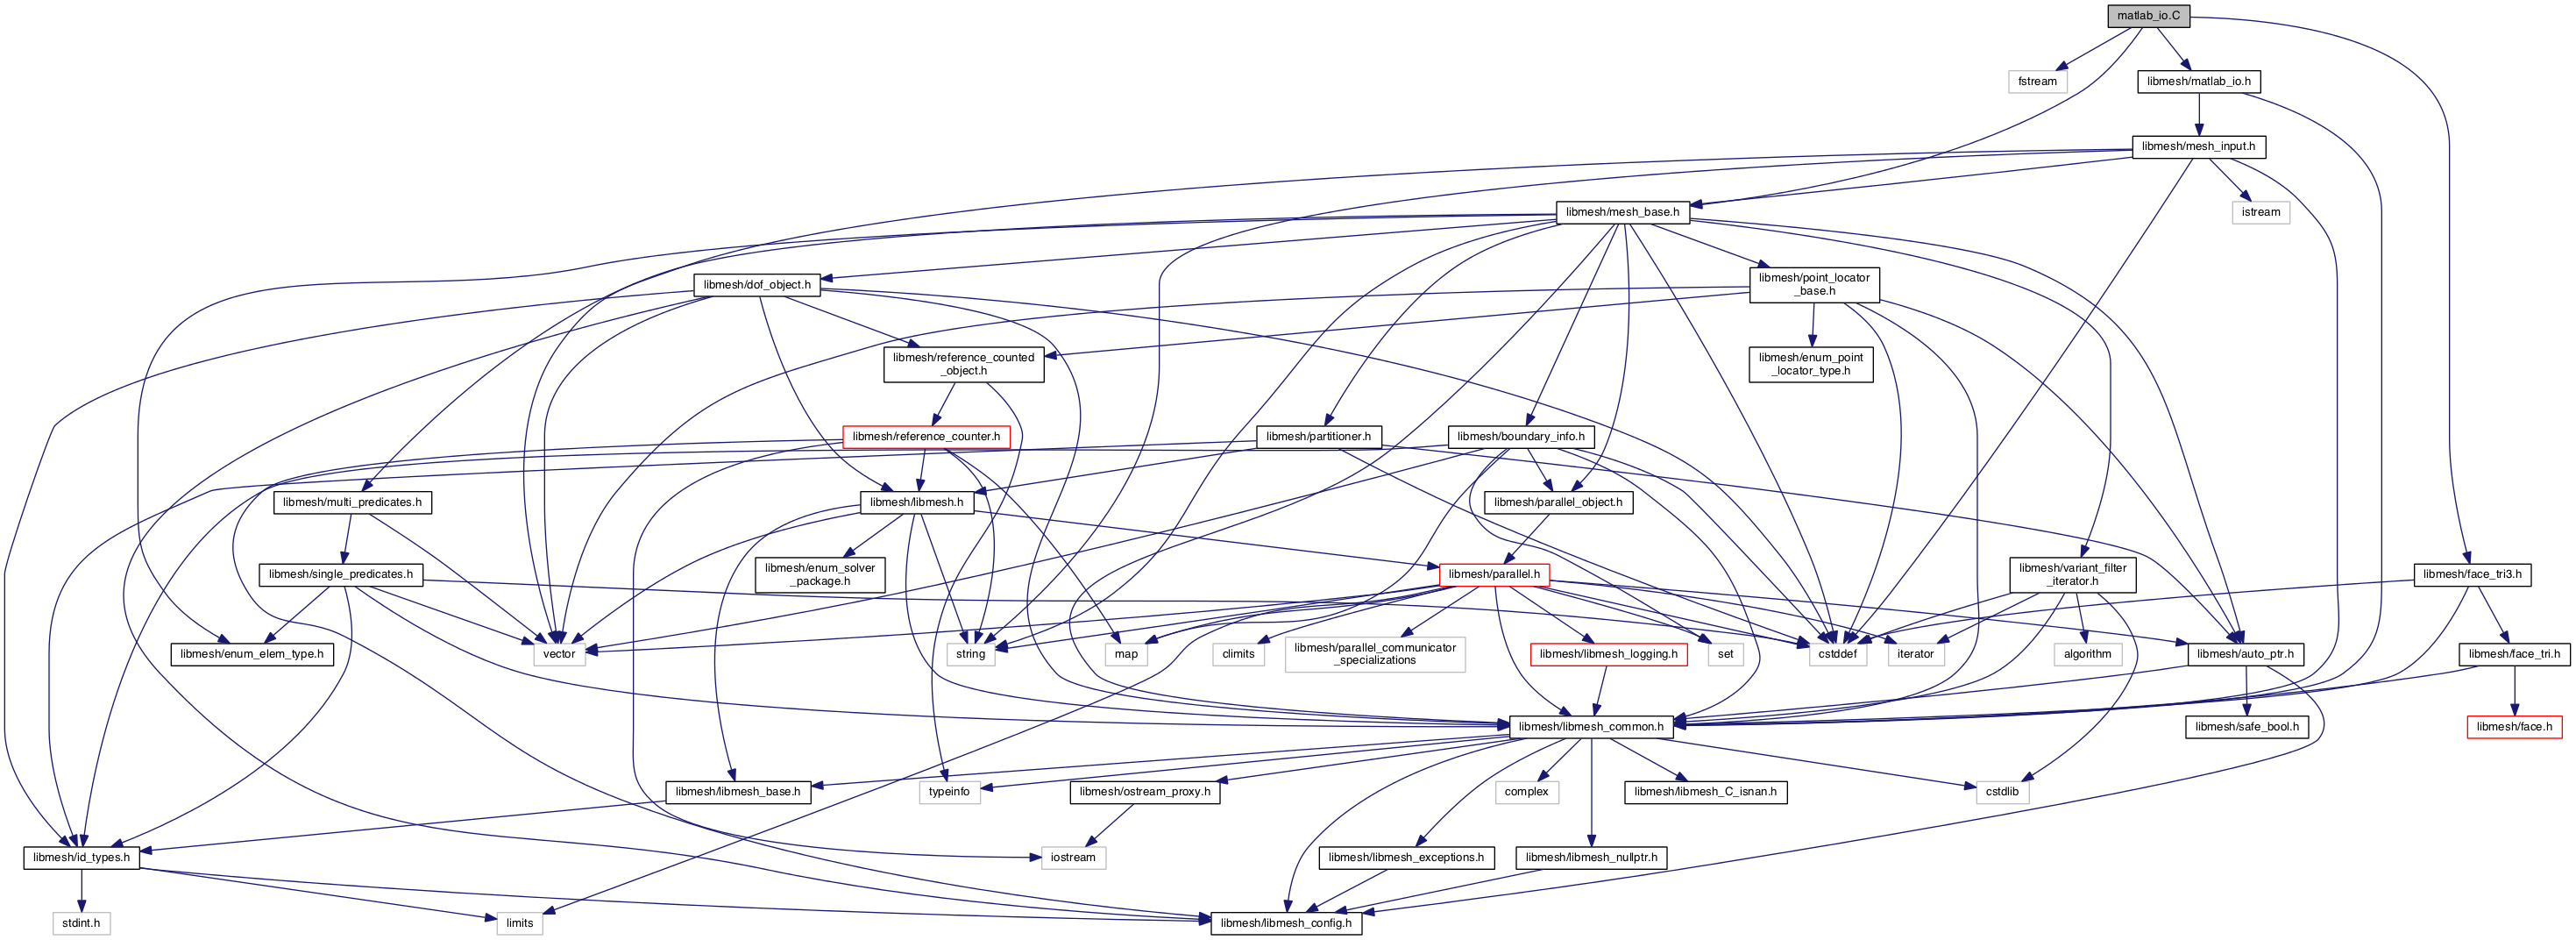 matlab_io.C
fstream
libmesh/matlab_io.h
libmesh/mesh_input.h
libmesh/mesh_base.h
istream
libmesh/dof_object.h
libmesh/point_locator
_base.h
libmesh/reference_counted
_object.h
libmesh/enum_point
_locator_type.h
libmesh/reference_counter.h
libmesh/partitioner.h
libmesh/boundary_info.h
libmesh/multi_predicates.h
libmesh/libmesh.h
libmesh/parallel_object.h
libmesh/single_predicates.h
libmesh/enum_solver
_package.h
libmesh/parallel.h
libmesh/variant_filter
_iterator.h
libmesh/face_tri3.h
libmesh/enum_elem_type.h
vector
string
map
climits
libmesh/parallel_communicator
_specializations
libmesh/libmesh_logging.h
set
cstddef
iterator
algorithm
libmesh/auto_ptr.h
libmesh/face_tri.h
libmesh/libmesh_common.h
libmesh/safe_bool.h
libmesh/face.h
libmesh/libmesh_base.h
typeinfo
libmesh/ostream_proxy.h
complex
libmesh/libmesh_C_isnan.h
cstdlib
libmesh/id_types.h
iostream
libmesh/libmesh_exceptions.h
libmesh/libmesh_nullptr.h
stdint.h
limits
libmesh/libmesh_config.h